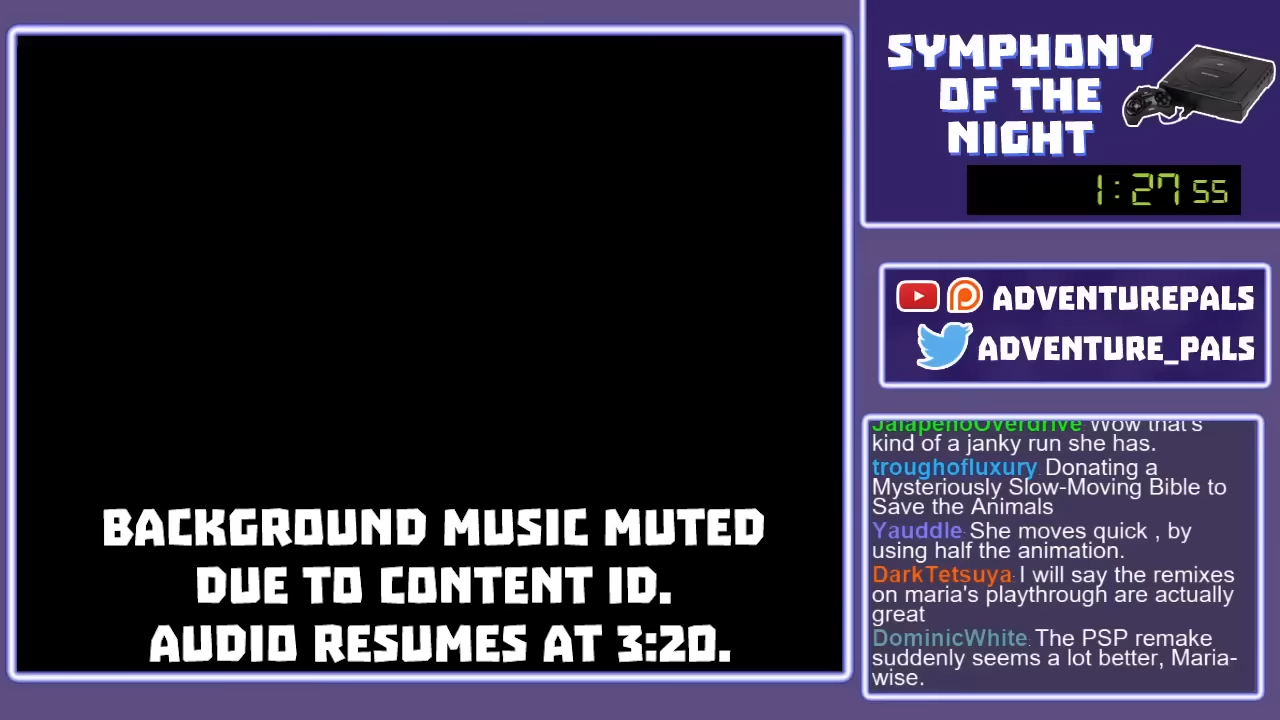 SYMPHONY
OF THE
NIGHT
1:27 55
ADVENTUREPALS
ADVENTURE_PALS
JalapenoOverdrive: Wow that's
kind of a janky run she has.
troughofluxury: Donating a
Mysteriously Slow-Moving Bible to
Save the Animals
Yauddle: She moves quick , by
using half the animation.
DarkTetsuya: I will say the remixes
on maria's playthrough are actually
great
DominicWhite: The PSP remake
suddenly seems a lot better, Maria-
wise.
BACKGROUND MUSIC MUTED
DUE TO CONTENT ID.
AUDIO RESUMES AT 3:20.